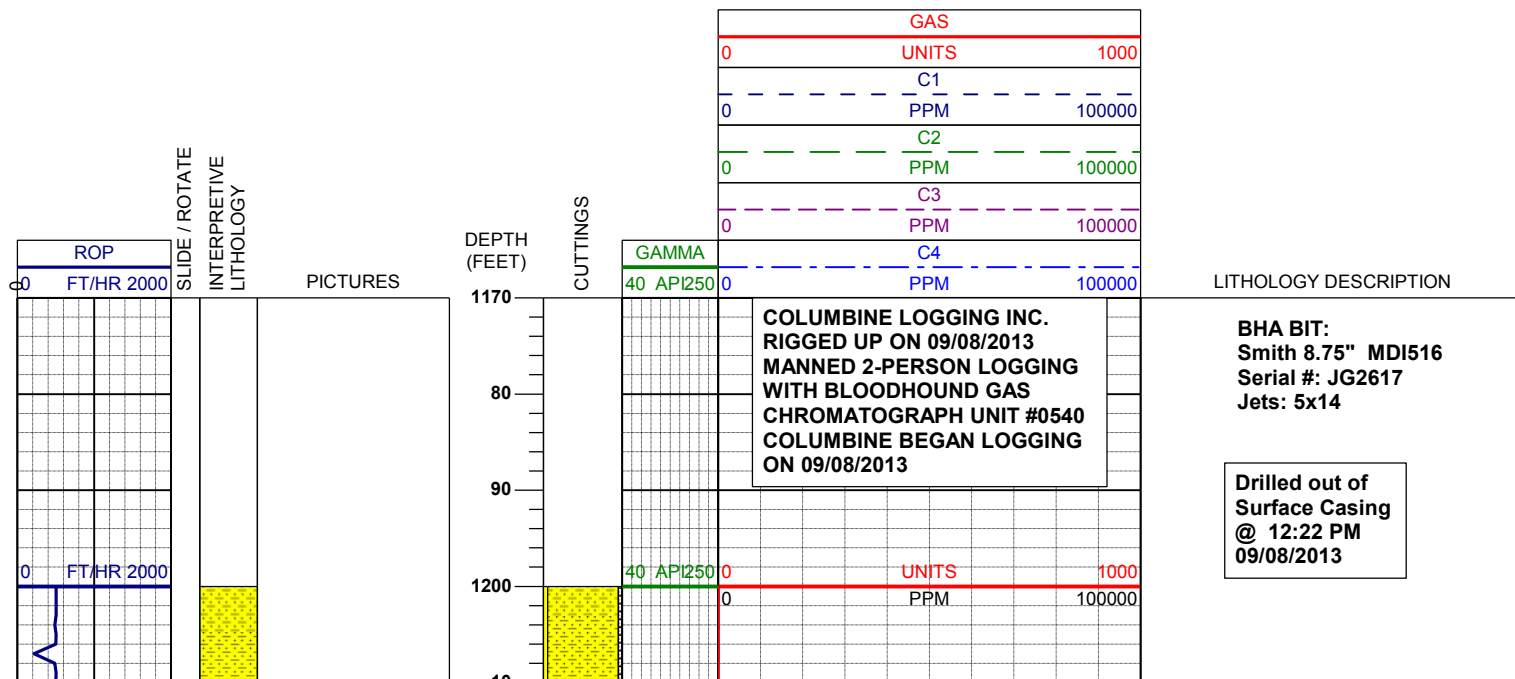 GAS
0 UNITS 1000
C1
0 PPM 100000
C2
0 PPM 100000
C3
0 PPM 100000
C4
0 PPM 100000
ROP
0 0 FT/HR 2000
SLIDE / ROTATE
INTERPRETIVE
LITHOLOGY
PICTURES
DEPTH
(FEET)
CUTTINGS
GAMMA
40 API 250
LITHOLOGY DESCRIPTION
1170
COLUMBINE LOGGING INC.
RIGGED UP ON 09/08/2013
MANNED 2-PERSON LOGGING
WITH BLOODHOUND GAS
CHROMATOGRAPH UNIT #0540
COLUMBINE BEGAN LOGGING
ON 09/08/2013
BHA BIT:
Smith 8.75" MDI516
Serial #: JG2617
Jets: 5x14
80
90
Drilled out of
Surface Casing
@ 12:22 PM
09/08/2013
0 FT/HR 2000
40 API 250
0 UNITS 1000
1200
0 PPM 100000